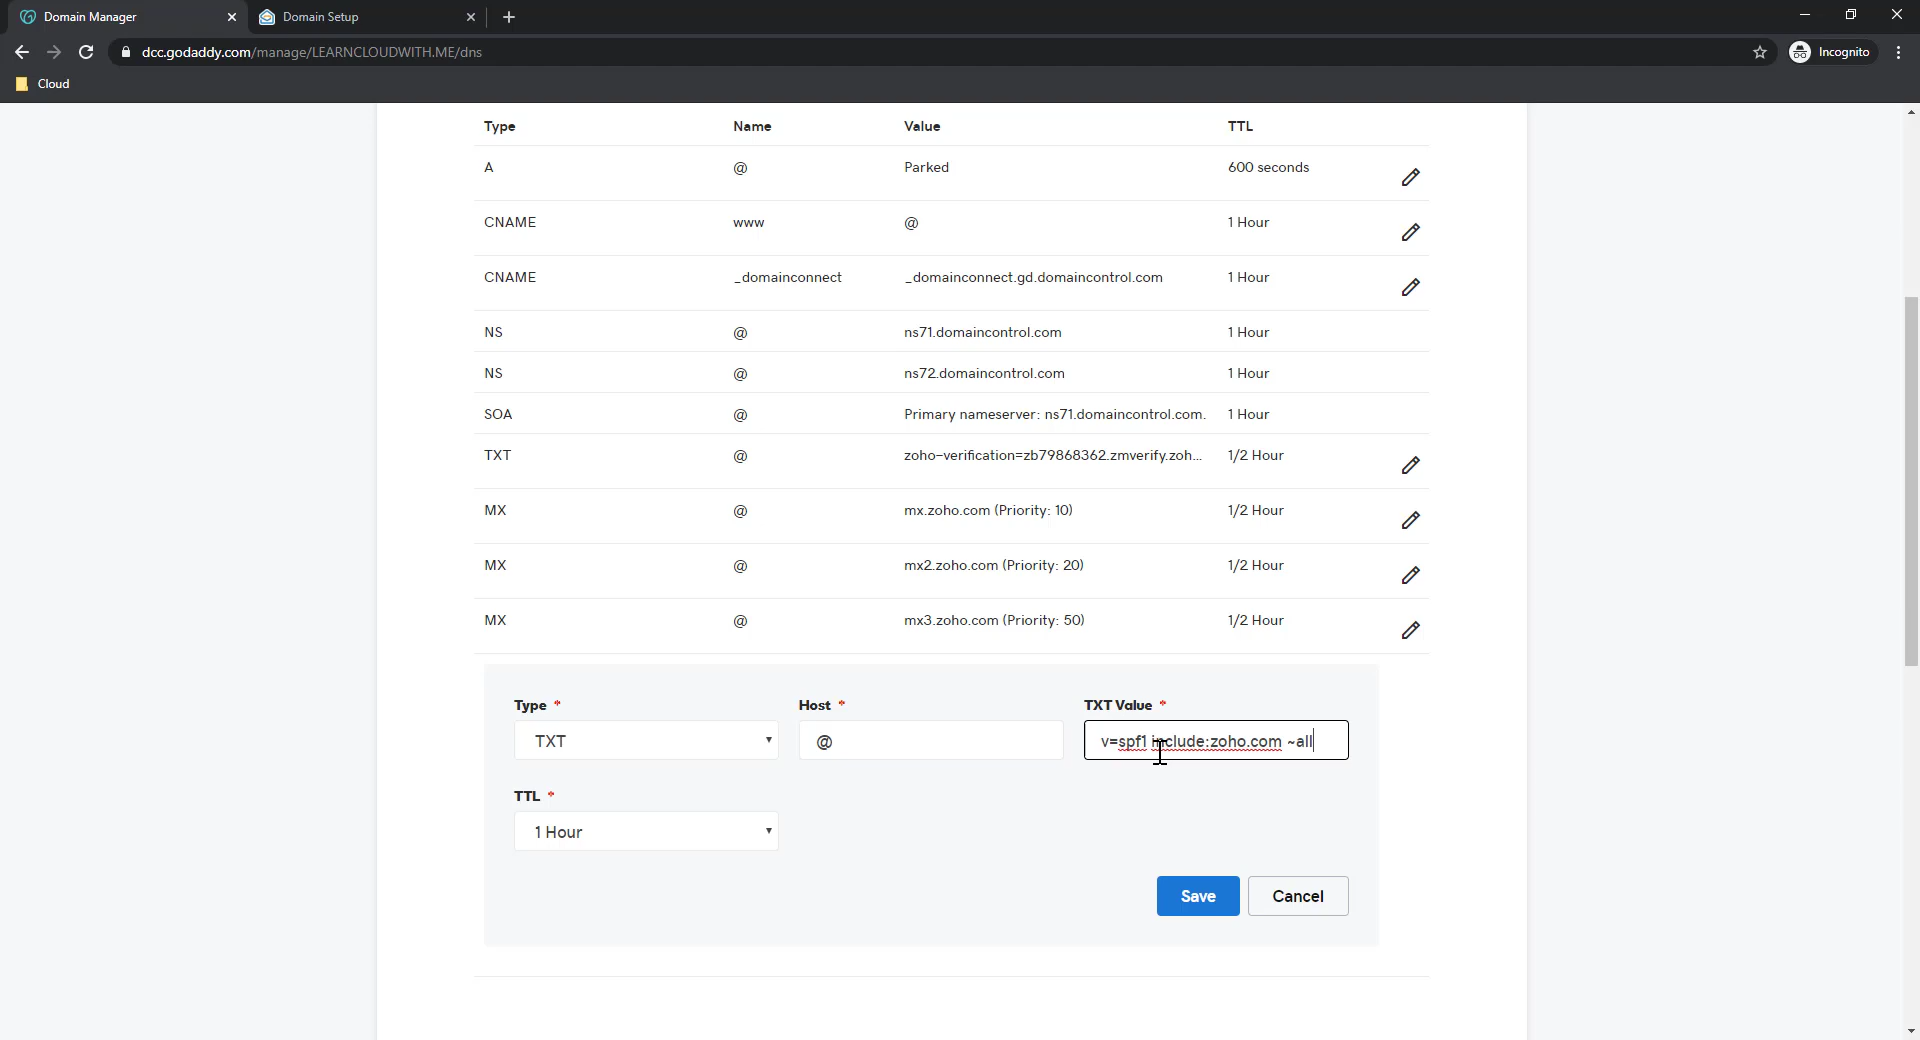 Domain Manager
Domain Setup
dcc.godaddy.com/manage/LEARNCLOUDWITH.ME/dns
Incognito
Cloud
Type Name Value TTL
A @ Parked 600 seconds
CNAME www @ 1 Hour
CNAME _domainconnect _domainconnect.gd.domaincontrol.com 1 Hour
NS @ ns71.domaincontrol.com 1 Hour
NS @ ns72.domaincontrol.com 1 Hour
SOA @ Primary nameserver: ns71.domaincontrol.com. 1 Hour
TXT @ zoho-verification=zb79868362.zmverify.zoh... 1/2 Hour
MX @ mx.zoho.com (Priority: 10) 1/2 Hour
MX @ mx2.zoho.com (Priority: 20) 1/2 Hour
MX @ mx3.zoho.com (Priority: 50) 1/2 Hour
Type * Host * TXT Value *
TXT @ v=spf1 include:zoho.com ~all
TTL *
1 Hour
Save Cancel